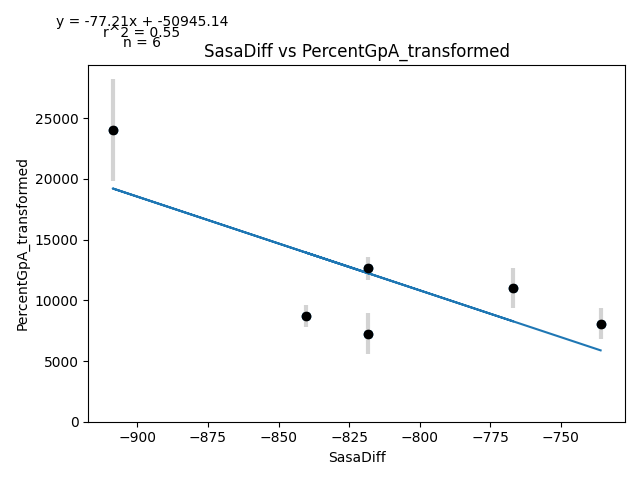 y = -77.21x + -50945.14
r^2 = 0.55
n = 6
SasaDiff vs PercentGpA_transformed
PercentGpA_transformed
25000
20000
15000
10000
5000
0
−900
−875
−850
−825
−800
−775
−750
SasaDiff